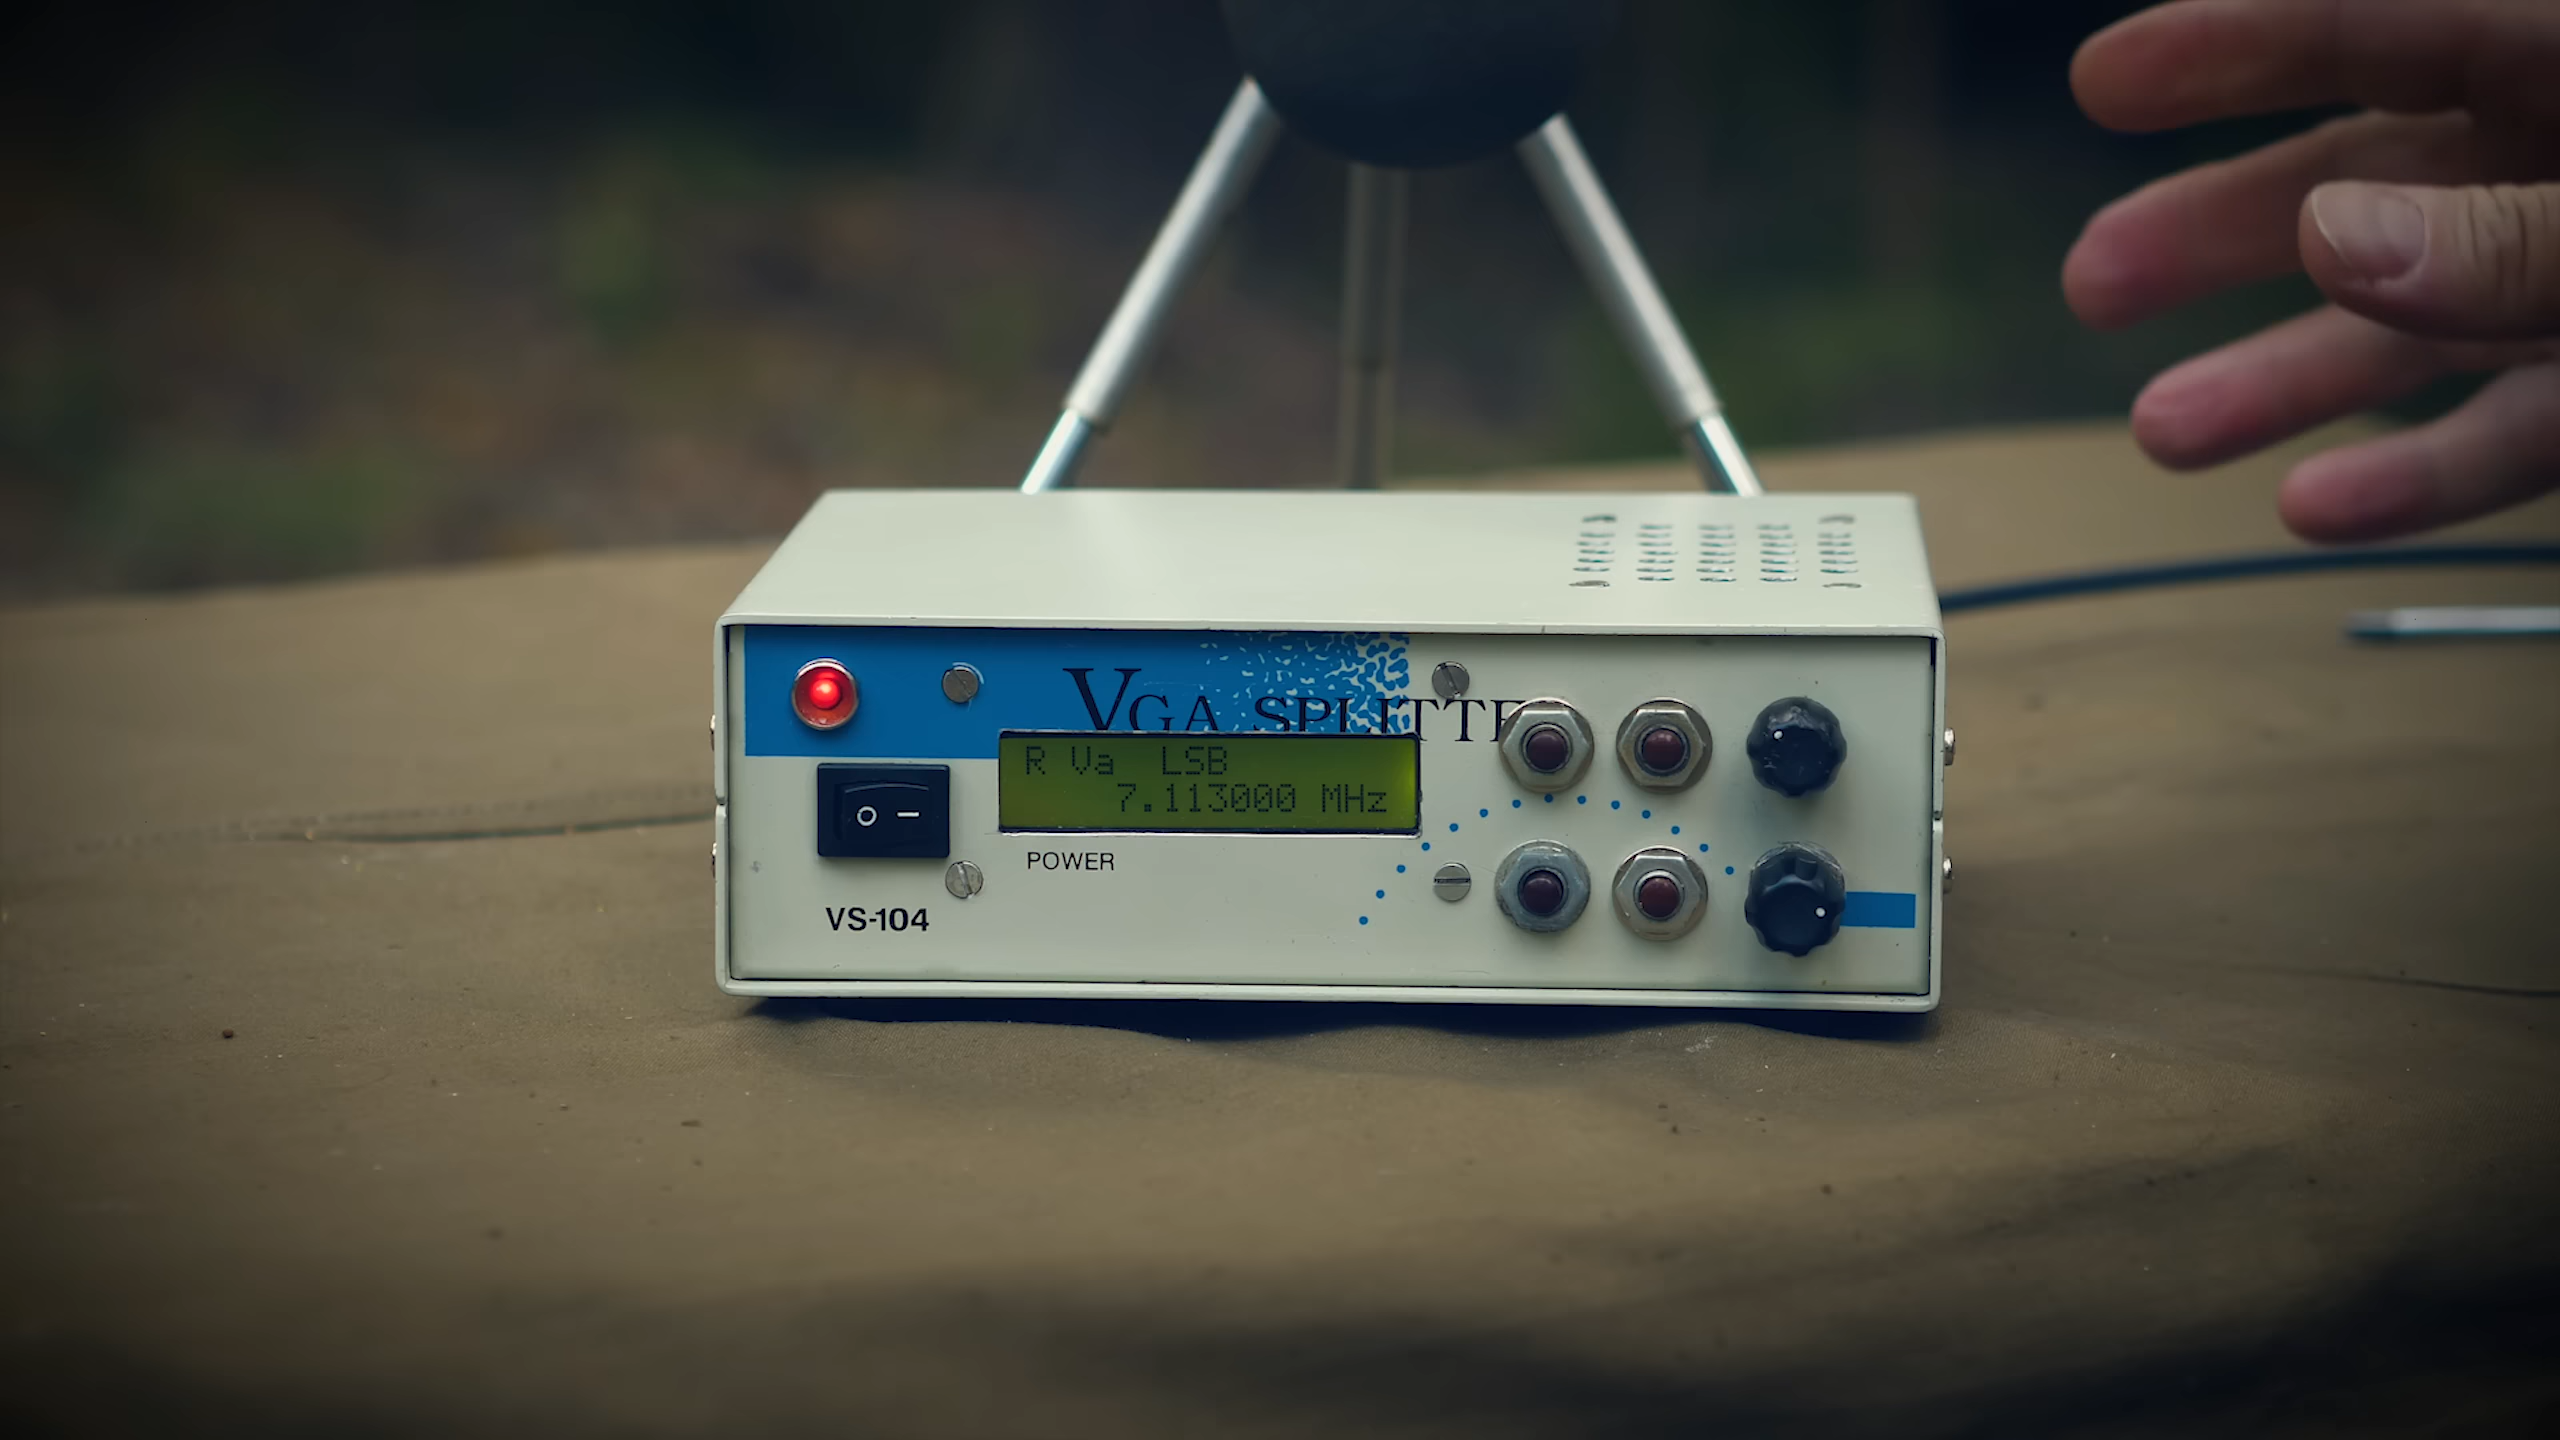 VGA SPLITTE
R Va LSB
7.113000 MHz
POWER
VS-104